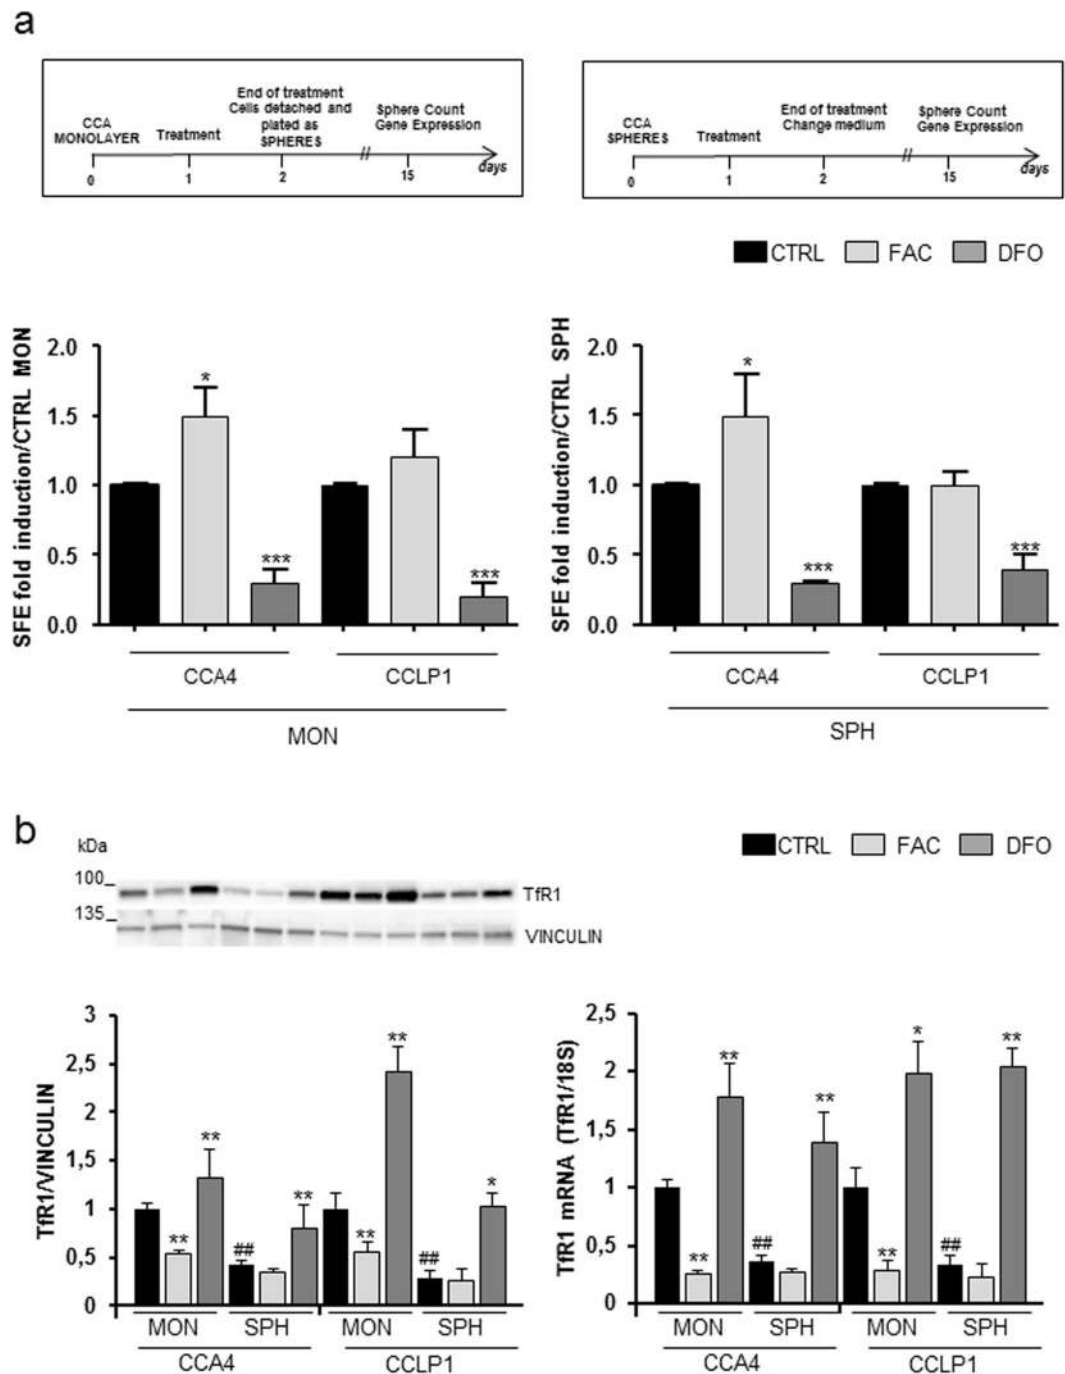 a
CCA
MONOLAYER
Treatment
End of treatment
Cells detached and
plated as
SPHERES
Sphere Count
Gene Expression
days
0 1 2 15
CCA
SPHERES
Treatment
End of treatment
Change medium
Sphere Count
Gene Expression
days
0 1 2 15
CTRL FAC DFO
SFE fold induction/CTRL MON
2.0
1.5
1.0
0.5
0.0
*
***
***
CCA4 CCLP1
MON
SFE fold induction/CTRL SPH
2.0
1.5
1.0
0.5
0.0
*
***
***
CCA4 CCLP1
SPH
b
CTRL FAC DFO
kDa
100
TfR1
135
VINCULIN
TfR1/VINCULIN
3
2,5
2
1,5
1
0,5
0
**
**
##
**
**
**
##
*
MON SPH MON SPH
CCA4 CCLP1
TfR1 mRNA (TfR1/18S)
2,5
2
1,5
1
0,5
0
**
**
##
**
**
*
##
**
MON SPH MON SPH
CCA4 CCLP1